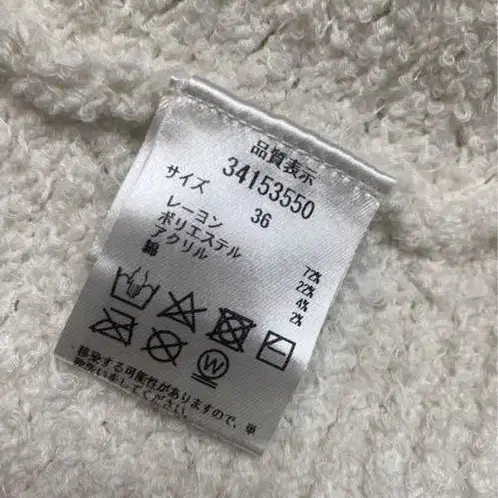 品質表示
34153550
サイズ 36
レーヨン 72%
ポリエステル 22%
アクリル 4%
綿 2%
W
移染する可能性がありますので、単
独洗いをしてください。